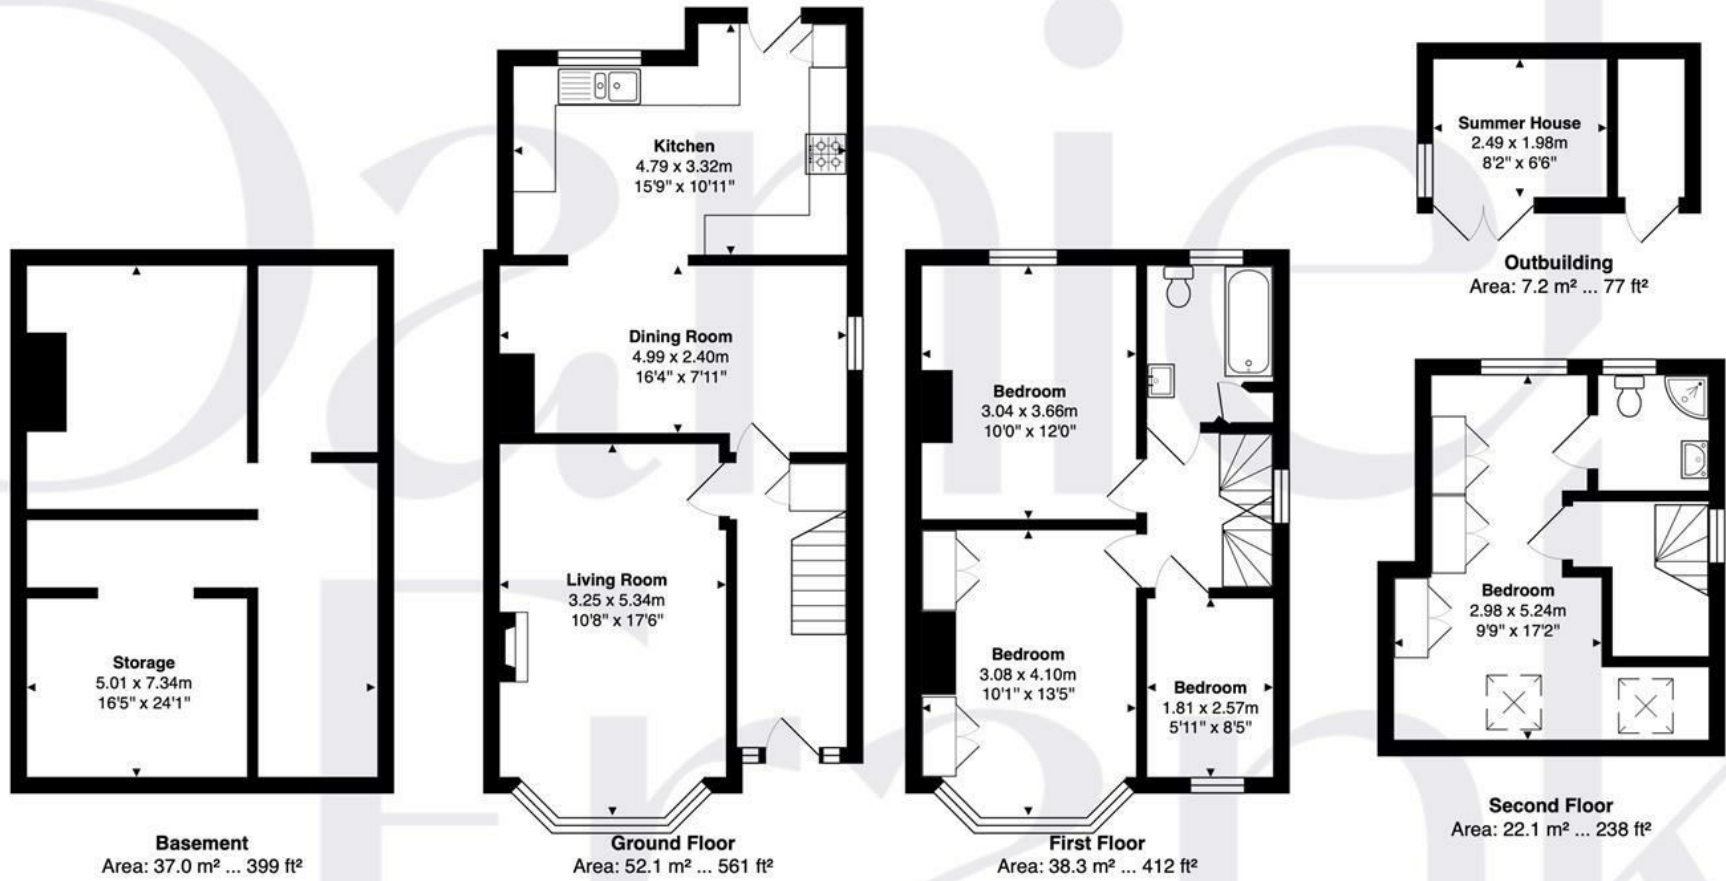 Daniel
Frank
Kitchen
4.79 x 3.32m
15'9" x 10'11"
Dining Room
4.99 x 2.40m
16'4" x 7'11"
Living Room
3.25 x 5.34m
10'8" x 17'6"
Storage
5.01 x 7.34m
16'5" x 24'1"
Basement
Area: 37.0 m² ... 399 ft²
Ground Floor
Area: 52.1 m² ... 561 ft²
Bedroom
3.04 x 3.66m
10'0" x 12'0"
Bedroom
3.08 x 4.10m
10'1" x 13'5"
Bedroom
1.81 x 2.57m
5'11" x 8'5"
First Floor
Area: 38.3 m² ... 412 ft²
Summer House
2.49 x 1.98m
8'2" x 6'6"
Outbuilding
Area: 7.2 m² ... 77 ft²
Bedroom
2.98 x 5.24m
9'9" x 17'2"
Second Floor
Area: 22.1 m² ... 238 ft²